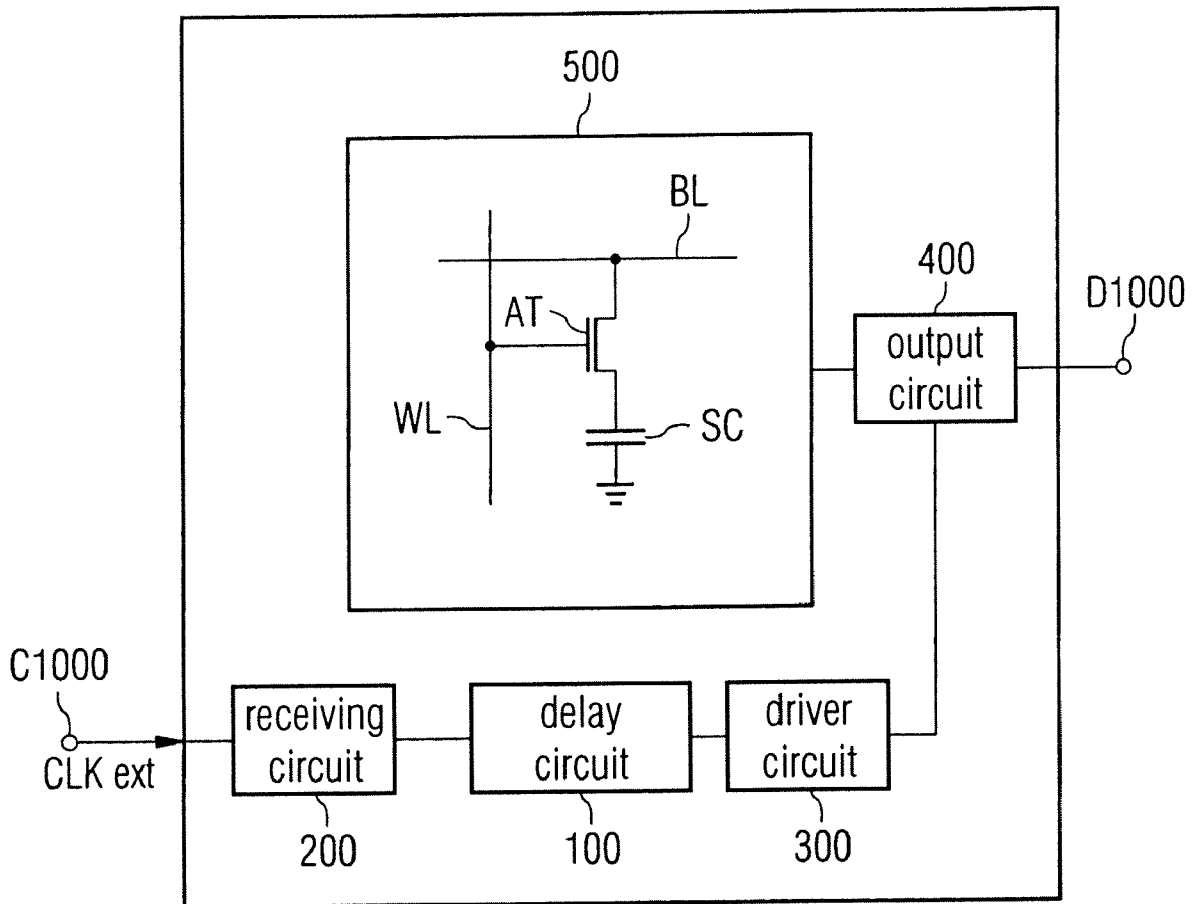 500
BL
400
D1000
AT
output
circuit
WL
SC
C1000
receiving
circuit
delay
circuit
driver
circuit
CLK ext
200
100
300